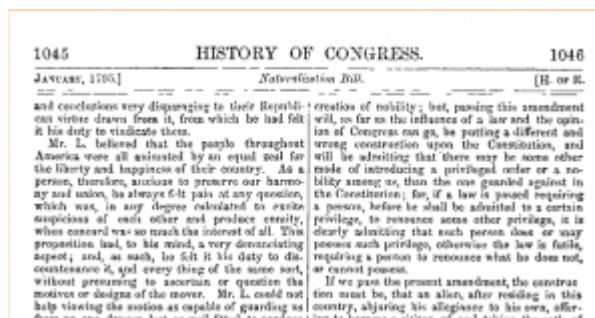 1045 HISTORY OF CONGRESS. 1046
JANUARY, 1795.] Naturalization Bill. [H. OF R.
and conclusions very disparaging to their Republi-
can virtue drawn from it, from which he had felt
it his duty to vindicate them.
Mr. L. believed that the people throughout
America were all animated by an equal zeal for
the liberty and happiness of their country. As a
person, therefore, anxious to preserve our harmo-
ny and union, he always felt pain at any question,
which was, in any degree calculated to excite
suspicions of each other and produce enmity,
when concord was so much the interest of all. This
proposition had, to his mind, a very denunciating
aspect; and, as such, he felt it his duty to dis-
countenance it, and every thing of the same sort,
without presuming to ascertain or question the
motives or designs of the mover. Mr. L. could not
help viewing the motion as capable of guarding us
creation of nobility; but, passing this amendment
will, so far as the influence of a law and the opin-
ion of Congress can go, be putting a different and
wrong construction upon the Constitution, and
will be admitting that there may be some other
mode of introducing a privileged order or a no-
bility among us, than the one guarded against in
the Constitution; for, if a law is passed requiring
a person, before he shall be admitted to a certain
privilege, to renounce some other privilege, it is
clearly admitting that such person does or may
possess such privilege, otherwise the law is futile,
requiring a person to renounce what he does not,
or cannot possess.
If we pass the present amendment, the construc-
tion must be, that an alien, after residing in this
country, abjuring his allegiance to his own, offer-